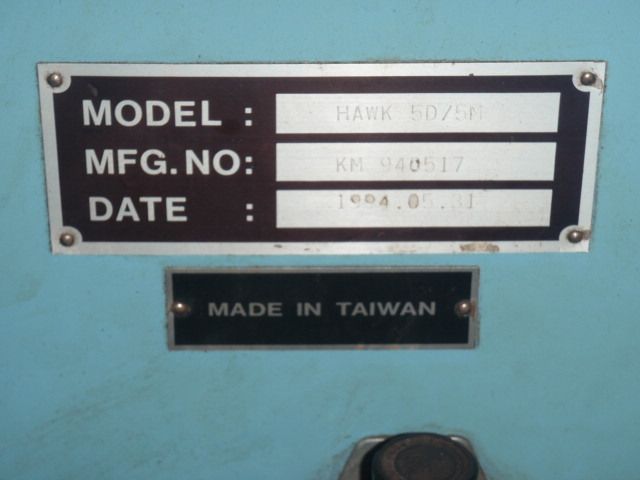 MODEL : HAWK 5D/5M
MFG. NO: KM 940517
DATE : 1994.05.31
MADE IN TAIWAN